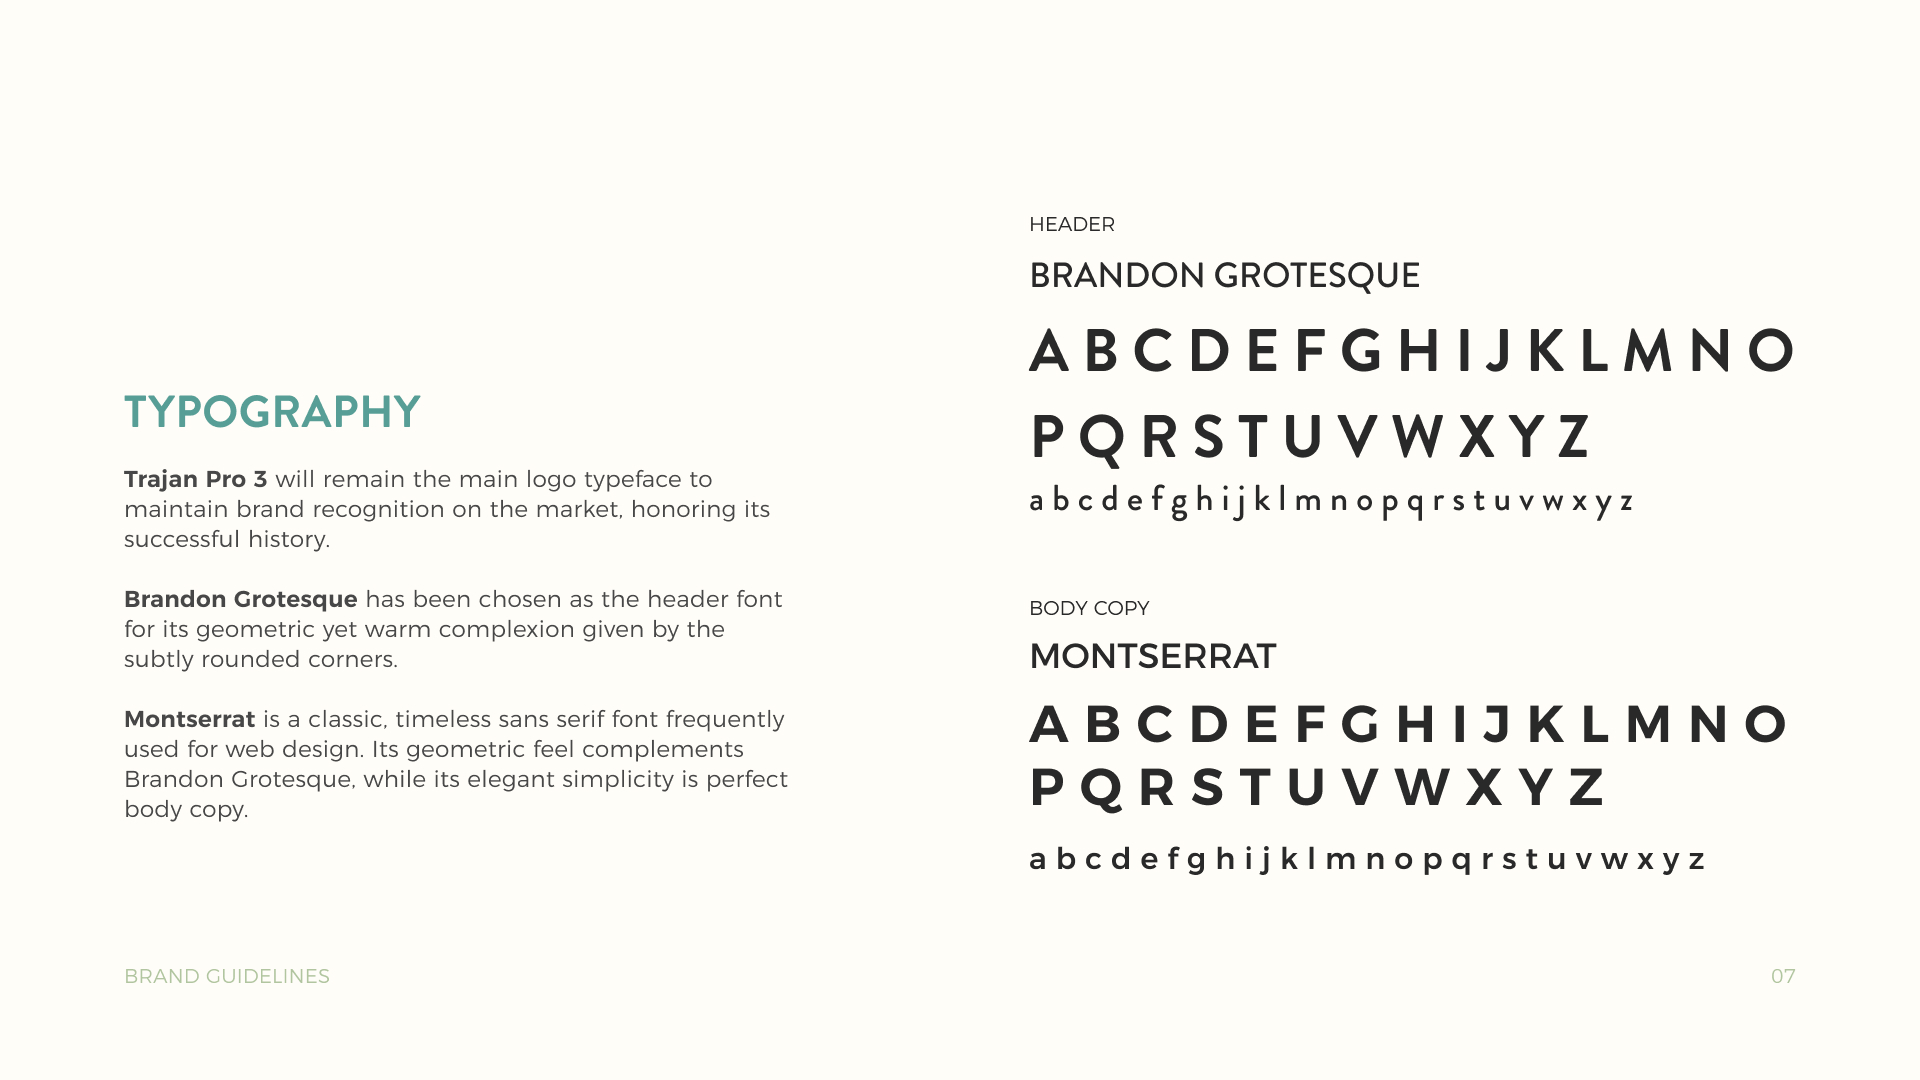 TYPOGRAPHY
Trajan Pro 3 will remain the main logo typeface to
maintain brand recognition on the market, honoring its
successful history.
Brandon Grotesque has been chosen as the header font
for its geometric yet warm complexion given by the
subtly rounded corners.
Montserrat is a classic, timeless sans serif font frequently
used for web design. Its geometric feel complements
Brandon Grotesque, while its elegant simplicity is perfect
body copy.
HEADER
BRANDON GROTESQUE
A B C D E F G H I J K L M N O
P Q R S T U V W X Y Z
a b c d e f g h i j k l m n o p q r s t u v w x y z
BODY COPY
MONTSERRAT
A B C D E F G H I J K L M N O
P Q R S T U V W X Y Z
a b c d e f g h i j k l m n o p q r s t u v w x y z
BRAND GUIDELINES
07